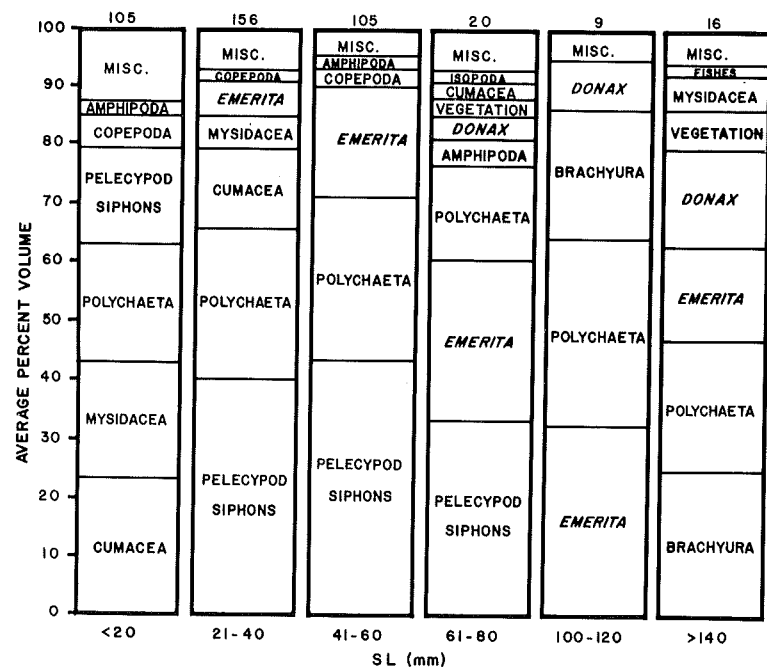 105 156 105 20 9 16
AVERAGE PERCENT VOLUME
100
90
80
70
60
50
40
30
20
10
0
MISC.
AMPHIPODA
COPEPODA
PELECYPOD
SIPHONS
POLYCHAETA
MYSIDACEA
CUMACEA
MISC.
COPEPODA
EMERITA
MYSIDACEA
CUMACEA
POLYCHAETA
PELECYPOD
SIPHONS
MISC.
AMPHIPODA
COPEPODA
EMERITA
POLYCHAETA
PELECYPOD
SIPHONS
MISC.
ISOPODA
CUMACEA
VEGETATION
DONAX
AMPHIPODA
POLYCHAETA
EMERITA
PELECYPOD
SIPHONS
MISC.
DONAX
BRACHYURA
POLYCHAETA
EMERITA
MISC.
FISHES
MYSIDACEA
VEGETATION
DONAX
EMERITA
POLYCHAETA
BRACHYURA
<20 21-40 41-60 61-80 100-120 >140
SL (mm)